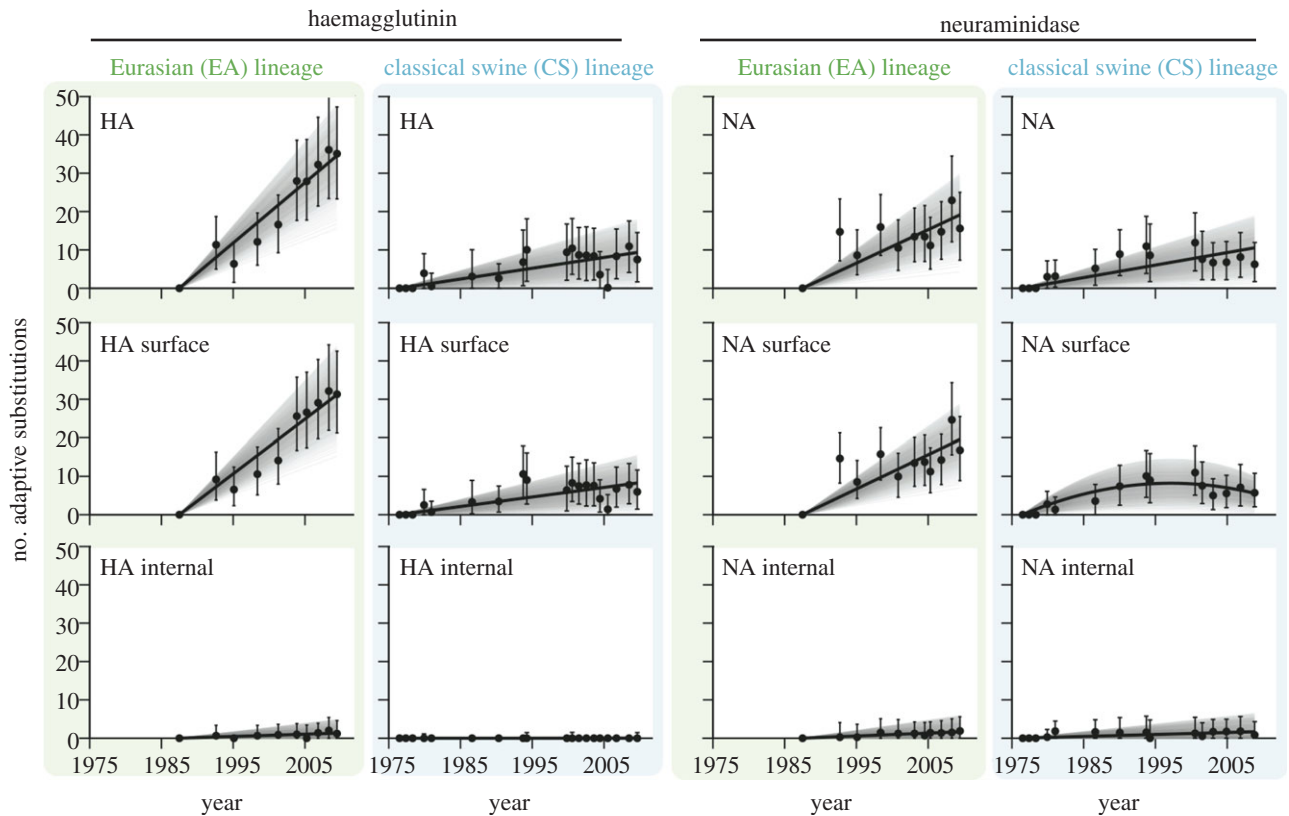 haemagglutinin
neuraminidase
Eurasian (EA) lineage
classical swine (CS) lineage
Eurasian (EA) lineage
classical swine (CS) lineage
no. adaptive substitutions
50
40
30
20
10
0
HA
HA
NA
NA
50
40
30
20
10
0
HA surface
HA surface
NA surface
NA surface
50
40
30
20
10
0
HA internal
HA internal
NA internal
NA internal
1975 1985 1995 2005
1975 1985 1995 2005
1975 1985 1995 2005
1975 1985 1995 2005
year
year
year
year